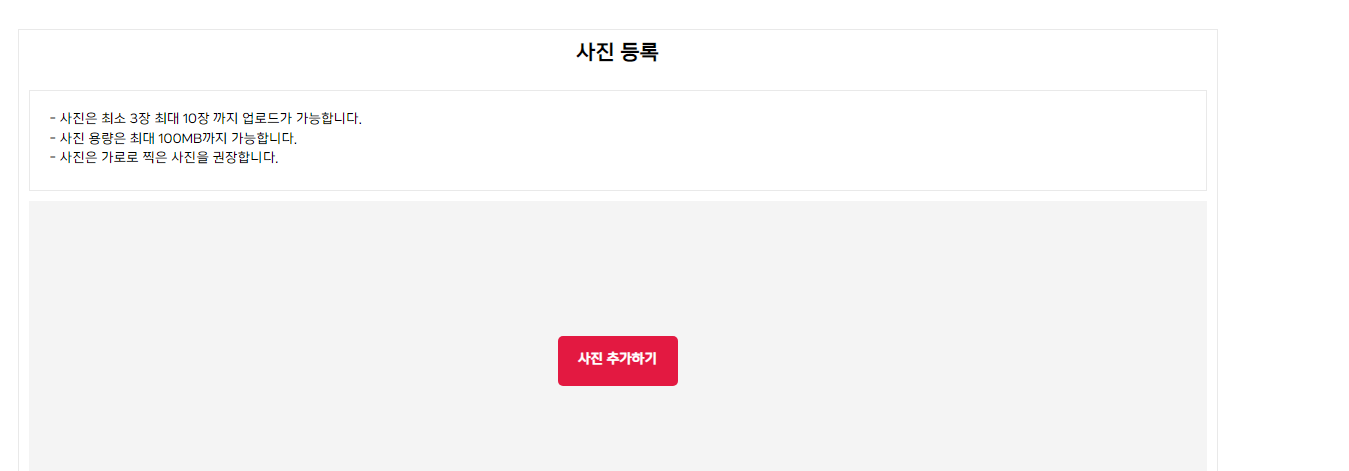 사진 등록
- 사진은 최소 3장 최대 10장 까지 업로드가 가능합니다.
- 사진 용량은 최대 100MB까지 가능합니다.
- 사진은 가로로 찍은 사진을 권장합니다.
사진 추가하기